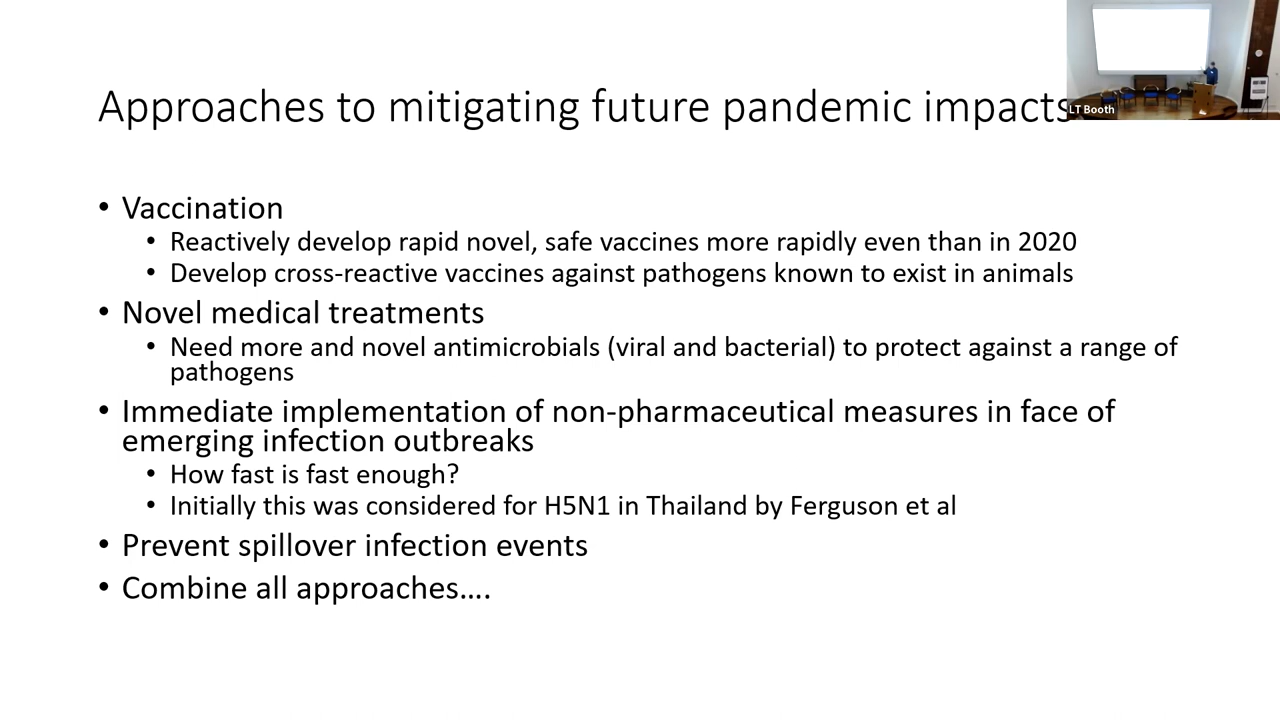 Approaches to mitigating future pandemic impacts
LT Booth
• Vaccination
• Reactively develop rapid novel, safe vaccines more rapidly even than in 2020
• Develop cross-reactive vaccines against pathogens known to exist in animals
• Novel medical treatments
• Need more and novel antimicrobials (viral and bacterial) to protect against a range of
pathogens
• Immediate implementation of non-pharmaceutical measures in face of
emerging infection outbreaks
• How fast is fast enough?
• Initially this was considered for H5N1 in Thailand by Ferguson et al
• Prevent spillover infection events
• Combine all approaches....